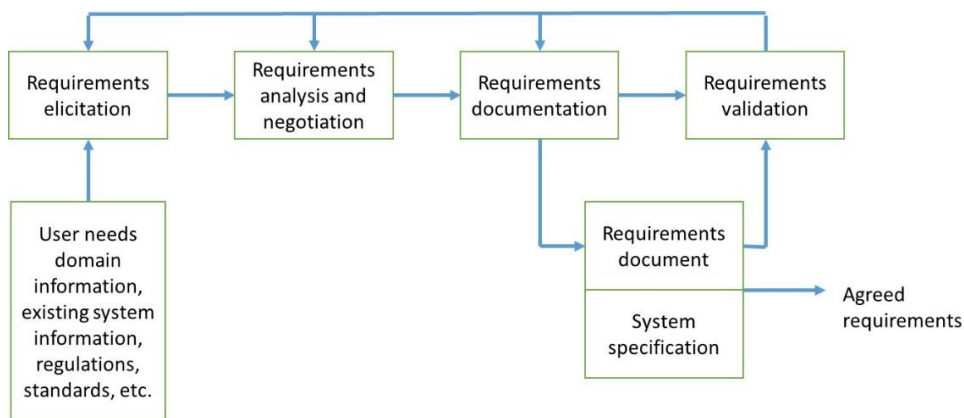 Requirements
elicitation
Requirements
analysis and
negotiation
Requirements
documentation
Requirements
validation
User needs
domain
information,
existing system
information,
regulations,
standards, etc.
Requirements
document
System
specification
Agreed
requirements